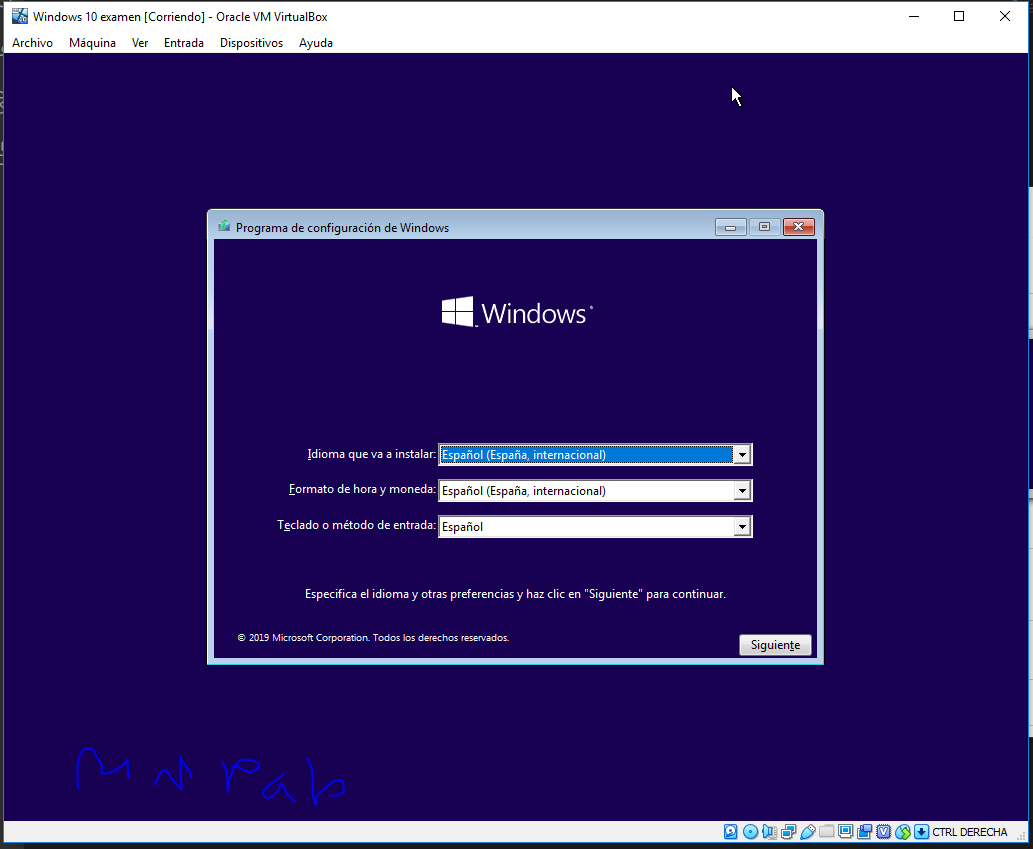 Windows 10 examen [Corriendo] - Oracle VM VirtualBox
Archivo Máquina Ver Entrada Dispositivos Ayuda
Programa de configuración de Windows
Windows
Idioma que va a instalar: Español (España, internacional)
Formato de hora y moneda: Español (España, internacional)
Teclado o método de entrada: Español
Especifica el idioma y otras preferencias y haz clic en "Siguiente" para continuar.
© 2019 Microsoft Corporation. Todos los derechos reservados.
Siguiente
CTRL DERECHA